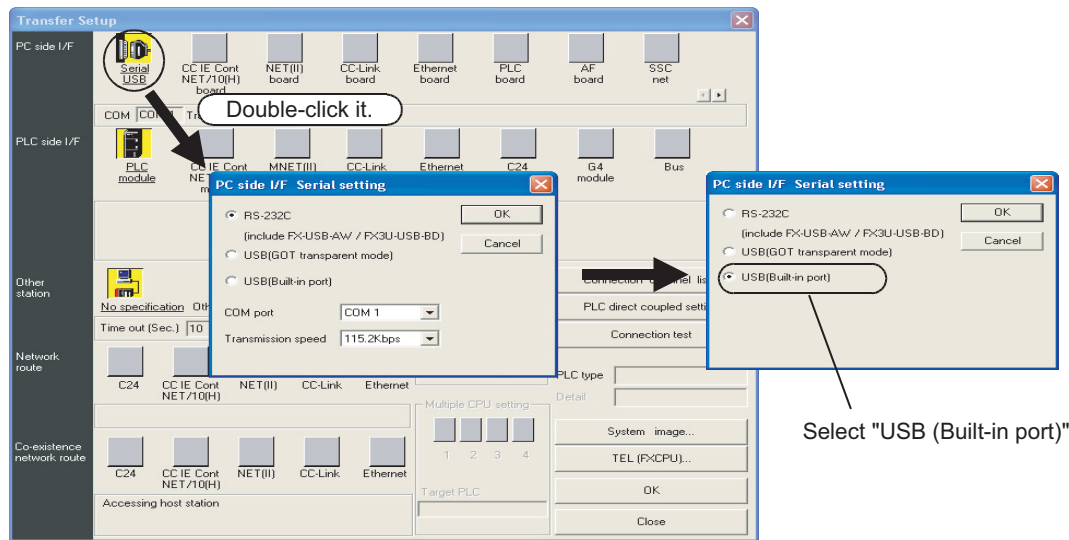 Transfer Setup
PC side I/F
Serial USB
CC IE Cont NET/10(H) board
NET(II) board
CC-Link board
Ethernet board
PLC board
AF board
SSC net
Double-click it.
COM
PLC side I/F
PLC module
CC IE Cont
MNET(II)
CC-Link
Ethernet
C24
G4 module
Bus
PC side I/F Serial setting
RS-232C
(include FX-USB-AW / FX3U-USB-BD)
USB(GOT transparent mode)
USB(Built-in port)
COM port COM 1
Transmission speed 115.2Kbps
OK
Cancel
PC side I/F Serial setting
RS-232C
(include FX-USB-AW / FX3U-USB-BD)
USB(GOT transparent mode)
USB(Built-in port)
OK
Cancel
Select "USB (Built-in port)"
Other station
No specification
Time out (Sec.) 10
PLC direct coupled
Connection test
PLC type
Detail
Network route
C24
CC IE Cont NET/10(H)
NET(II)
CC-Link
Ethernet
Multiple CPU setting
1 2 3 4
Target PLC
System image...
TEL (FXCPU)...
OK
Close
Co-existence network route
C24
CC IE Cont NET/10(H)
NET(II)
CC-Link
Ethernet
Accessing host station